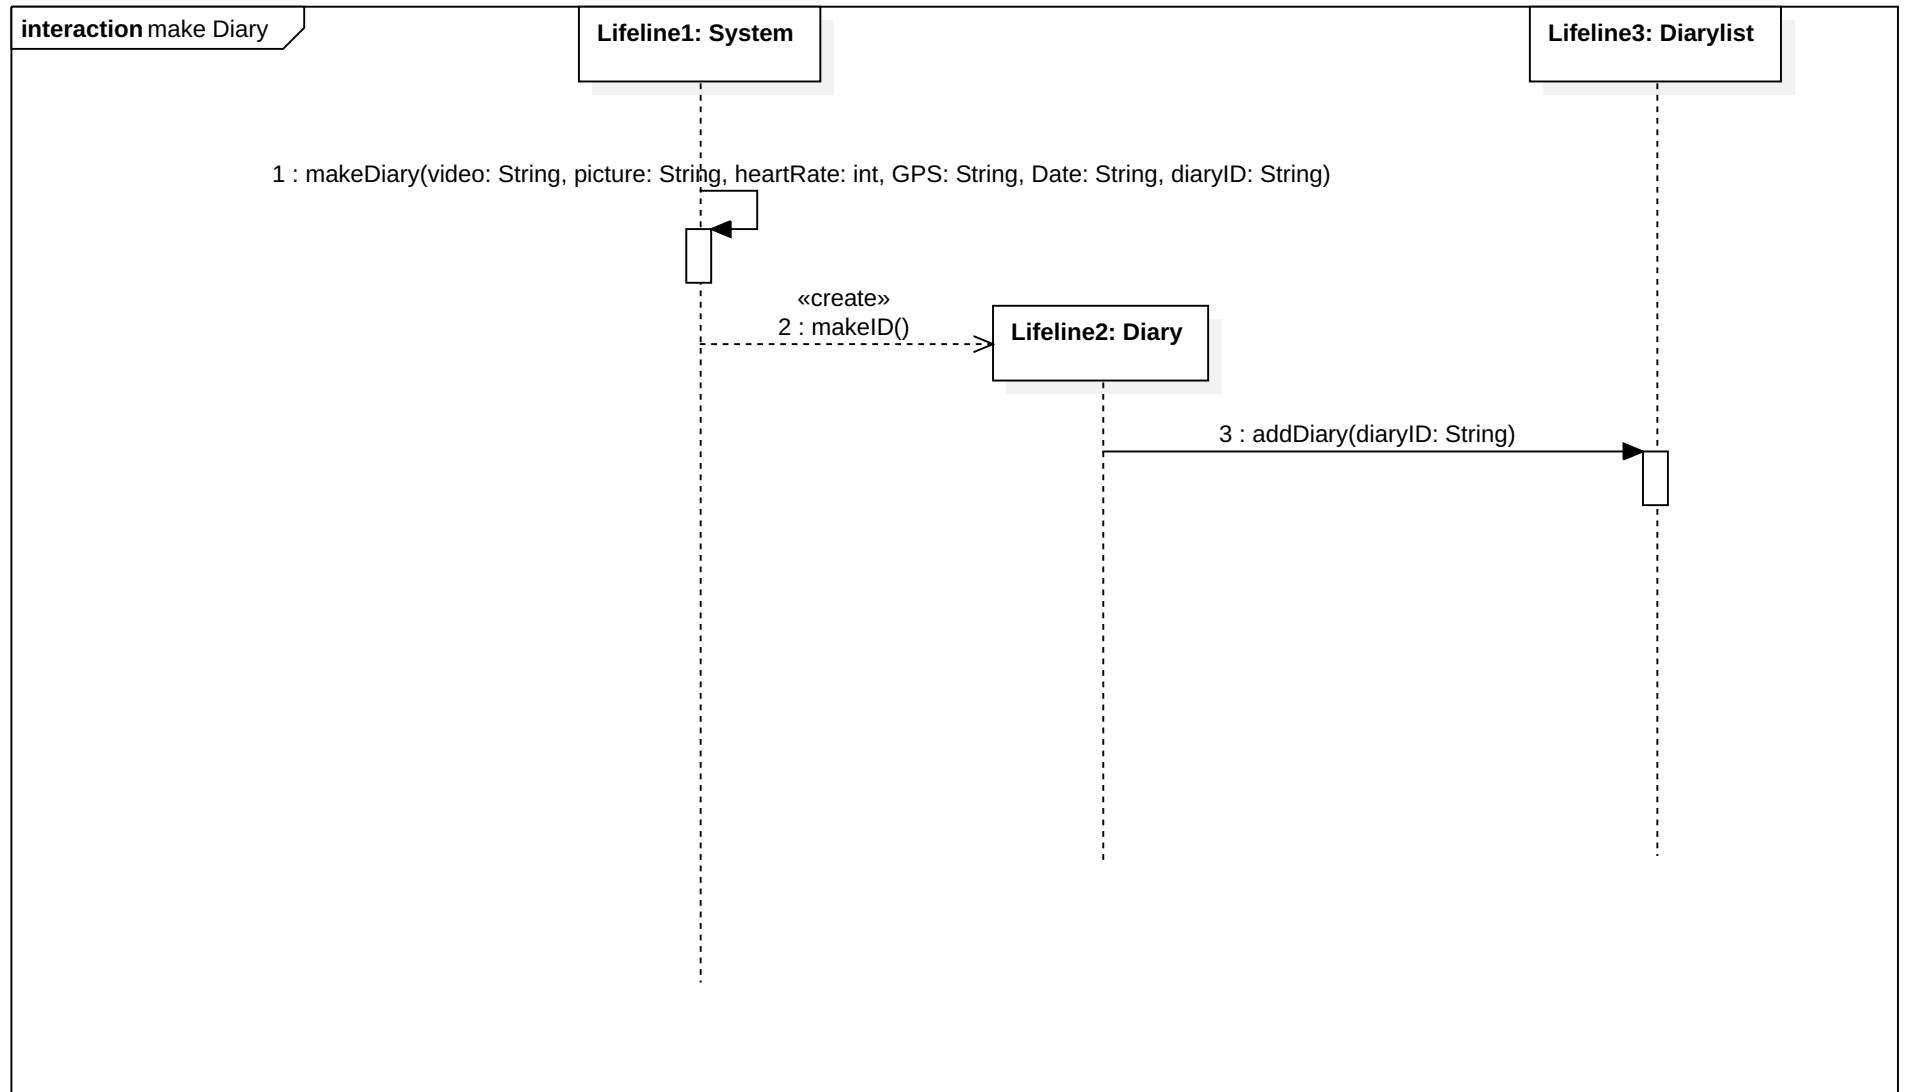 interaction make Diary
Lifeline1: System
Lifeline3: Diarylist
1 : makeDiary(video: String, picture: String, heartRate: int, GPS: String, Date: String, diaryID: String)
«create»
2 : makeID()
Lifeline2: Diary
3 : addDiary(diaryID: String)